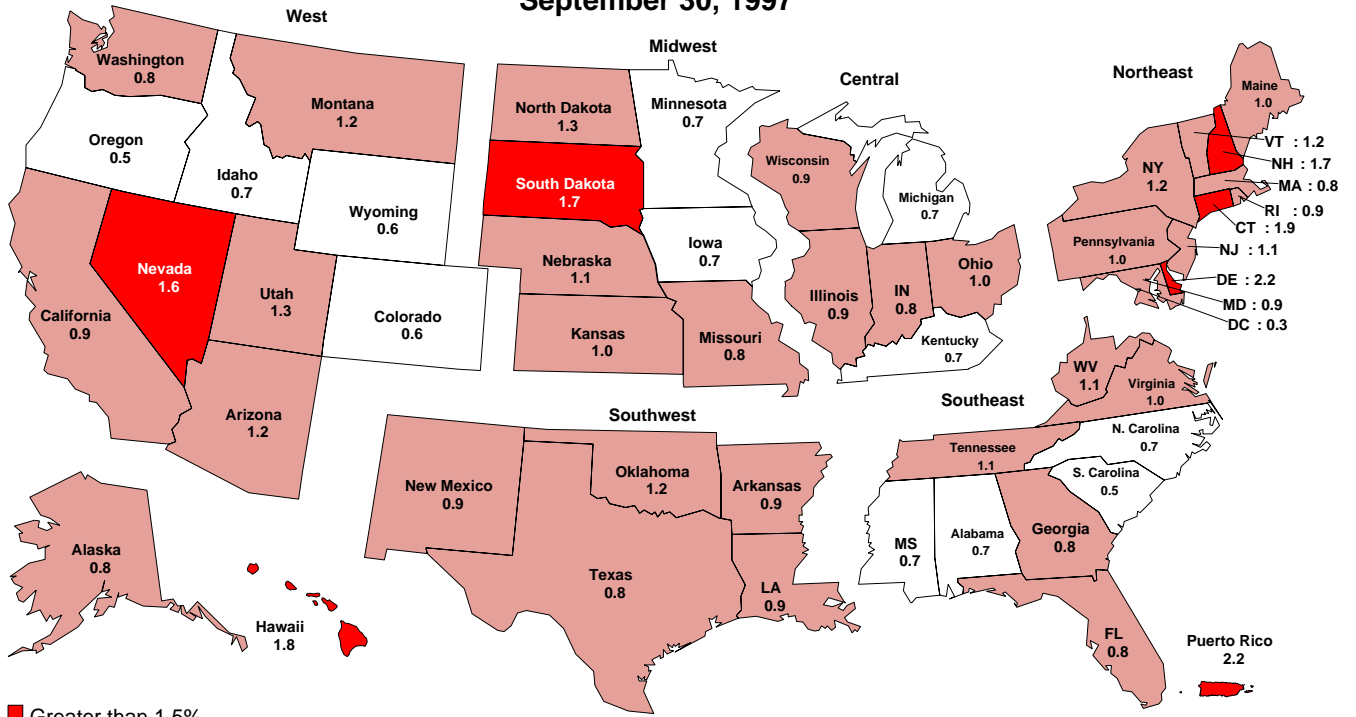 September 30, 1997
West
Midwest
Central
Northeast
Southwest
Southeast
Washington
0.8
Oregon
0.5
California
0.9
Nevada
1.6
Idaho
0.7
Montana
1.2
Wyoming
0.6
Utah
1.3
Colorado
0.6
Arizona
1.2
Alaska
0.8
Hawaii
1.8
North Dakota
1.3
South Dakota
1.7
Nebraska
1.1
Kansas
1.0
Minnesota
0.7
Iowa
0.7
Missouri
0.8
Wisconsin
0.9
Michigan
0.7
Illinois
0.9
IN
0.8
Ohio
1.0
Kentucky
0.7
Maine
1.0
VT : 1.2
NH : 1.7
MA : 0.8
RI : 0.9
CT : 1.9
NJ : 1.1
DE : 2.2
MD : 0.9
DC : 0.3
NY
1.2
Pennsylvania
1.0
New Mexico
0.9
Oklahoma
1.2
Arkansas
0.9
Texas
0.8
LA
0.9
WV
1.1
Virginia
1.0
N. Carolina
0.7
S. Carolina
0.5
Tennessee
1.1
MS
0.7
Alabama
0.7
Georgia
0.8
FL
0.8
Puerto Rico
2.2
Greater than 1.5%